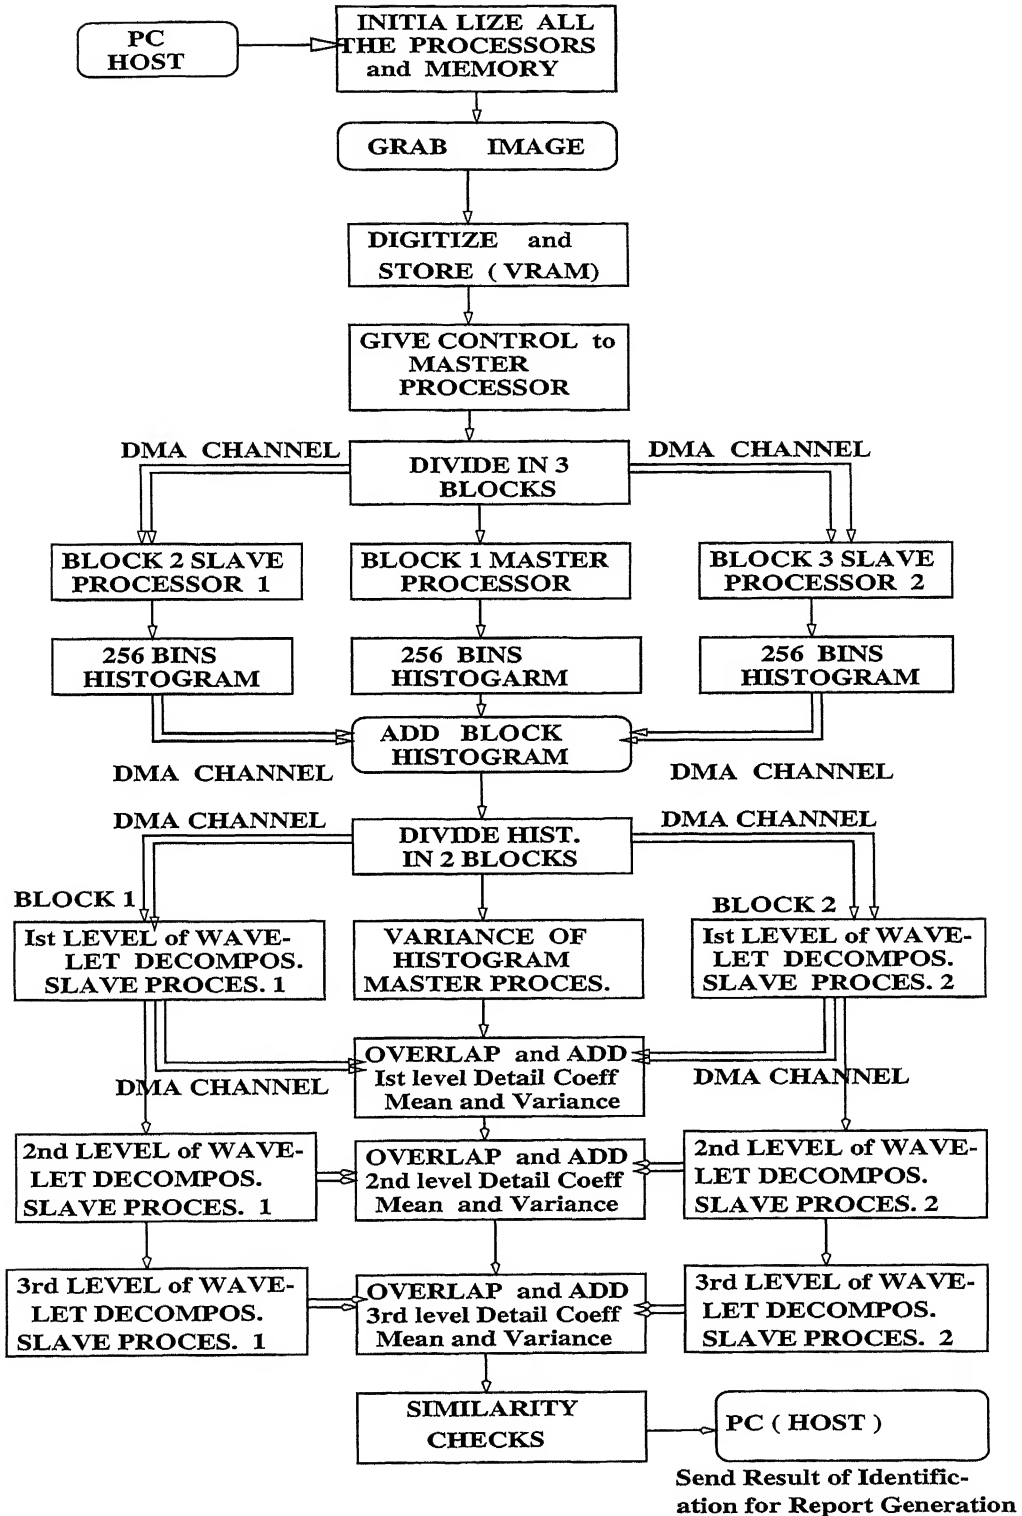 PC
HOST
INITIA LIZE ALL
THE PROCESSORS
and MEMORY
GRAB IMAGE
DIGITIZE and
STORE ( VRAM)
GIVE CONTROL to
MASTER
PROCESSOR
DMA CHANNEL
DIVIDE IN 3
BLOCKS
DMA CHANNEL
BLOCK 2 SLAVE
PROCESSOR 1
BLOCK 1 MASTER
PROCESSOR
BLOCK 3 SLAVE
PROCESSOR 2
256 BINS
HISTOGRAM
256 BINS
HISTOGARM
256 BINS
HISTOGRAM
ADD BLOCK
HISTOGRAM
DMA CHANNEL
DMA CHANNEL
DMA CHANNEL
DIVIDE HIST.
IN 2 BLOCKS
DMA CHANNEL
BLOCK 1
BLOCK 2
Ist LEVEL of WAVE-
LET DECOMPOS.
SLAVE PROCES. 1
VARIANCE OF
HISTOGRAM
MASTER PROCES.
Ist LEVEL of WAVE-
LET DECOMPOS.
SLAVE PROCES. 2
OVERLAP and ADD
Ist level Detail Coeff
Mean and Variance
DMA CHANNEL
DMA CHANNEL
2nd LEVEL of WAVE-
LET DECOMPOS.
SLAVE PROCES. 1
OVERLAP and ADD
2nd level Detail Coeff
Mean and Variance
2nd LEVEL of WAVE-
LET DECOMPOS.
SLAVE PROCES. 2
3rd LEVEL of WAVE-
LET DECOMPOS.
SLAVE PROCES. 1
OVERLAP and ADD
3rd level Detail Coeff
Mean and Variance
3rd LEVEL of WAVE-
LET DECOMPOS.
SLAVE PROCES. 2
SIMILARITY
CHECKS
PC ( HOST )
Send Result of Identific-
ation for Report Generation